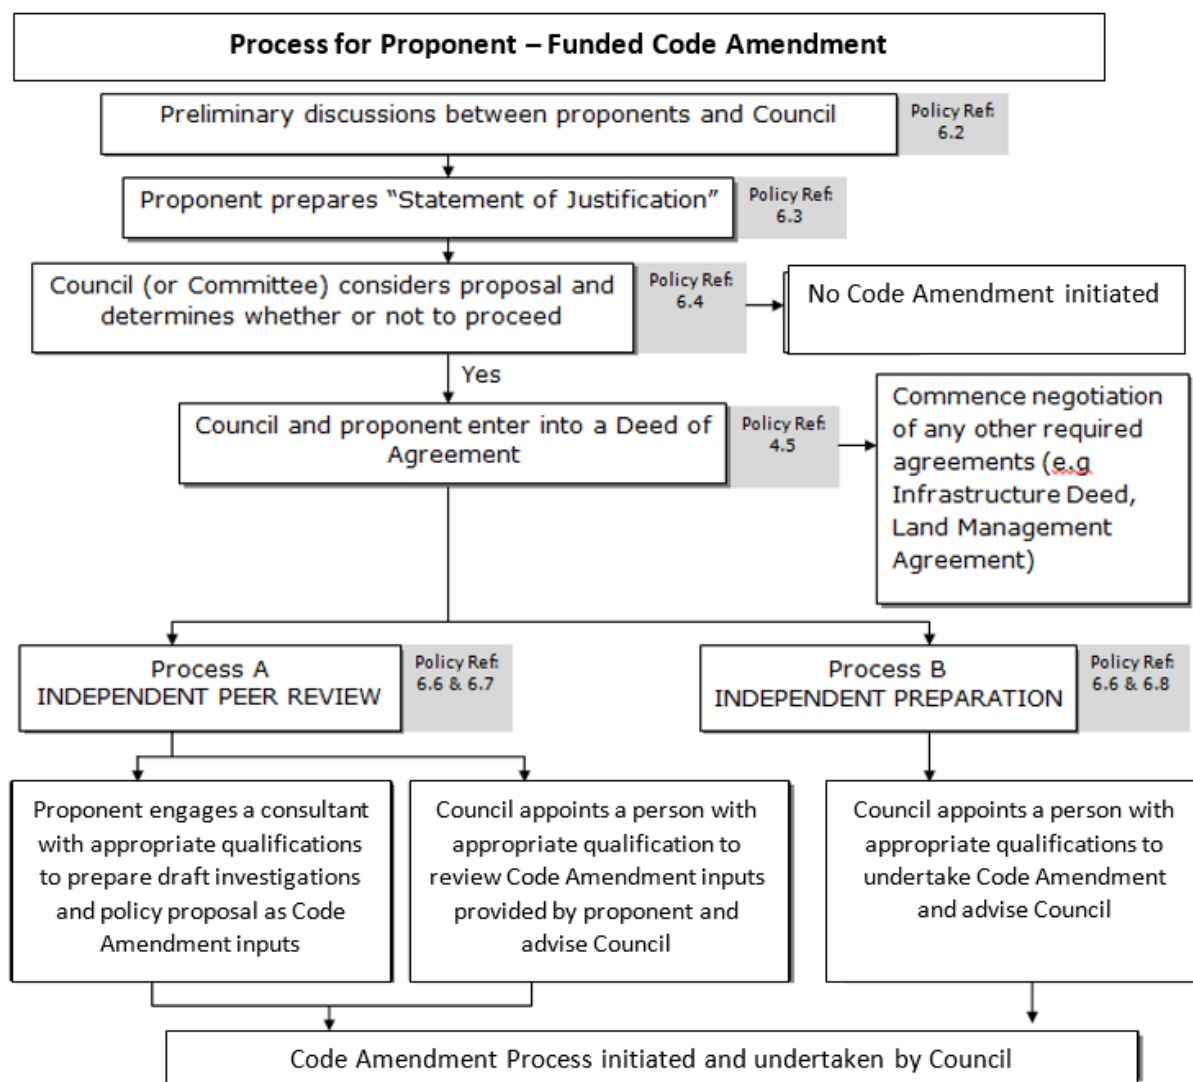 Process for Proponent – Funded Code Amendment
Preliminary discussions between proponents and Council
Policy Ref:
6.2
Proponent prepares “Statement of Justification”
Policy Ref:
6.3
Council (or Committee) considers proposal and
determines whether or not to proceed
Policy Ref:
6.4
No Code Amendment initiated
Yes
Council and proponent enter into a Deed of
Agreement
Policy Ref:
4.5
Commence negotiation
of any other required
agreements (e.g
Infrastructure Deed,
Land Management
Agreement)
Process A
INDEPENDENT PEER REVIEW
Policy Ref:
6.6 & 6.7
Process B
INDEPENDENT PREPARATION
Policy Ref:
6.6 & 6.8
Proponent engages a consultant
with appropriate qualifications
to prepare draft investigations
and policy proposal as Code
Amendment inputs
Council appoints a person with
appropriate qualification to
review Code Amendment inputs
provided by proponent and
advise Council
Council appoints a person with
appropriate qualifications to
undertake Code Amendment
and advise Council
Code Amendment Process initiated and undertaken by Council